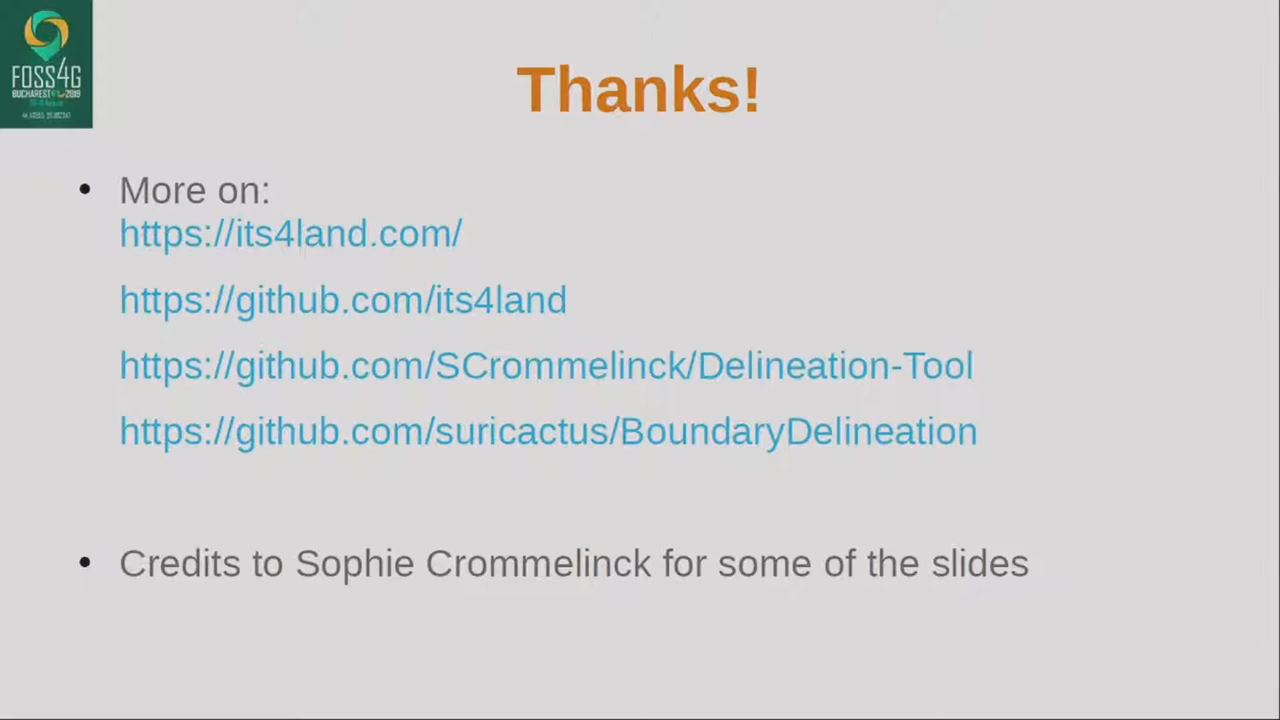 FOSS4G
BUCHAREST 2019
Thanks!
• More on:
https://its4land.com/
https://github.com/its4land
https://github.com/SCrommelinck/Delineation-Tool
https://github.com/suricactus/BoundaryDelineation
• Credits to Sophie Crommelinck for some of the slides